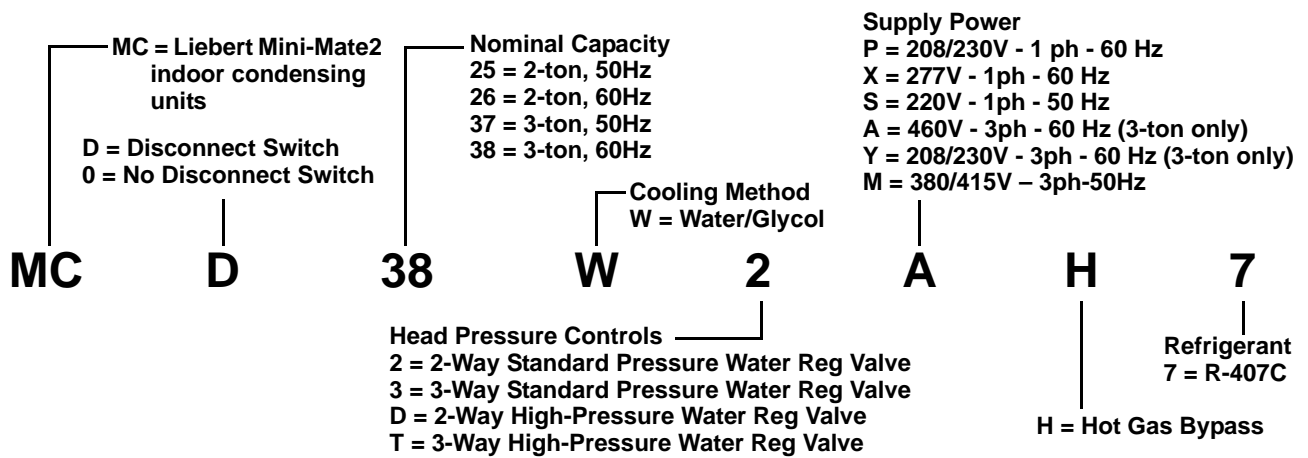 MC = Liebert Mini-Mate2
indoor condensing
units
D = Disconnect Switch
0 = No Disconnect Switch
Nominal Capacity
25 = 2-ton, 50Hz
26 = 2-ton, 60Hz
37 = 3-ton, 50Hz
38 = 3-ton, 60Hz
Cooling Method
W = Water/Glycol
Supply Power
P = 208/230V - 1 ph - 60 Hz
X = 277V - 1ph - 60 Hz
S = 220V - 1ph - 50 Hz
A = 460V - 3ph - 60 Hz (3-ton only)
Y = 208/230V - 3ph - 60 Hz (3-ton only)
M = 380/415V – 3ph-50Hz
MC D 38 W 2 A H 7
Head Pressure Controls
2 = 2-Way Standard Pressure Water Reg Valve
3 = 3-Way Standard Pressure Water Reg Valve
D = 2-Way High-Pressure Water Reg Valve
T = 3-Way High-Pressure Water Reg Valve
H = Hot Gas Bypass
Refrigerant
7 = R-407C